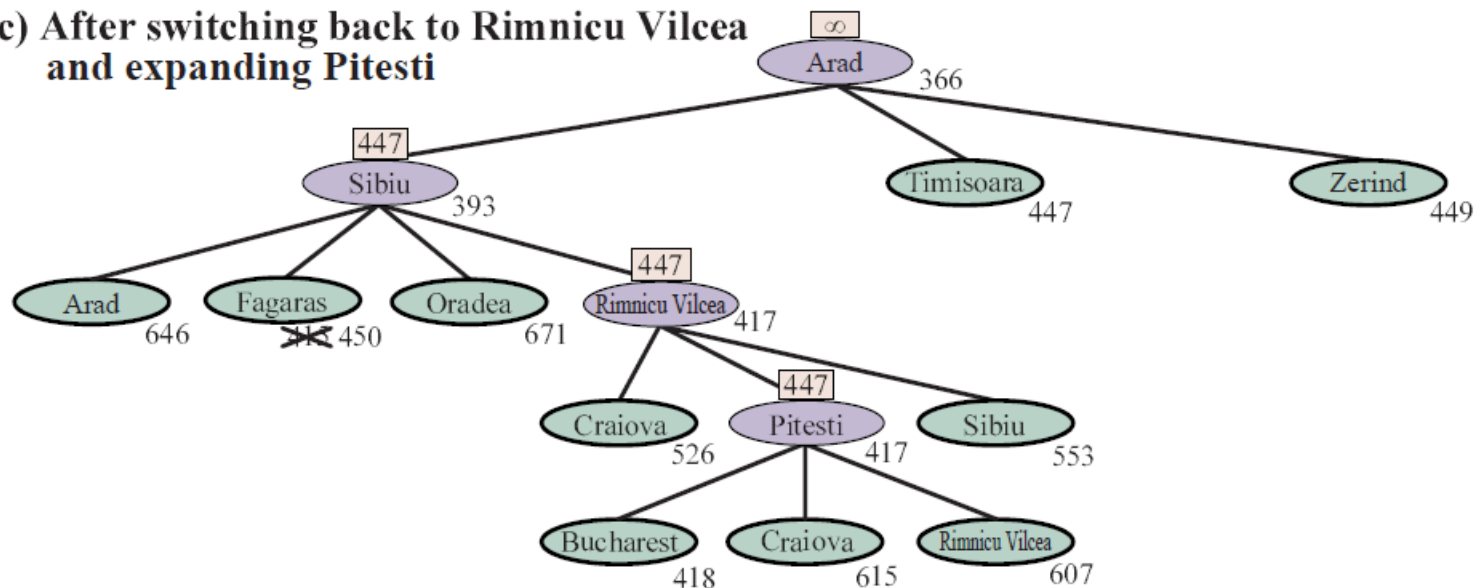 c) After switching back to Rimnicu Vilcea
and expanding Pitesti
∞
Arad
366
447
Sibiu
393
Timisoara
447
Zerind
449
Arad
646
Fagaras
415 450
Oradea
671
447
Rimnicu Vilcea
417
Craiova
526
447
Pitesti
417
Sibiu
553
Bucharest
418
Craiova
615
Rimnicu Vilcea
607